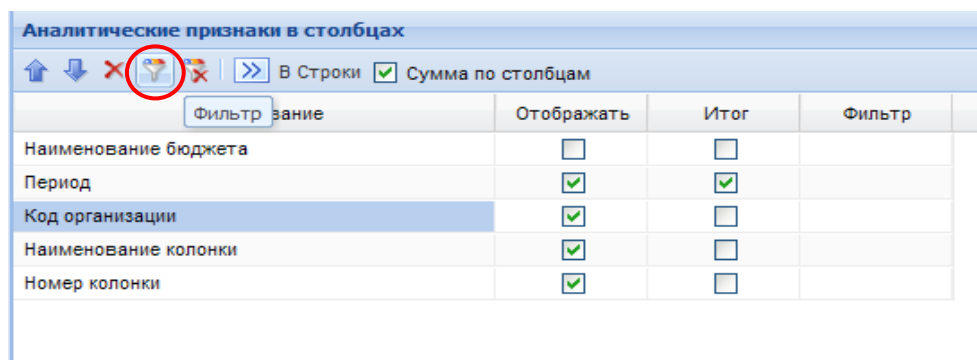 Аналитические признаки в столбцах
В Строки Сумма по столбцам
Фильтр вание Отображать Итог Фильтр
Наименование бюджета
Период
Код организации
Наименование колонки
Номер колонки